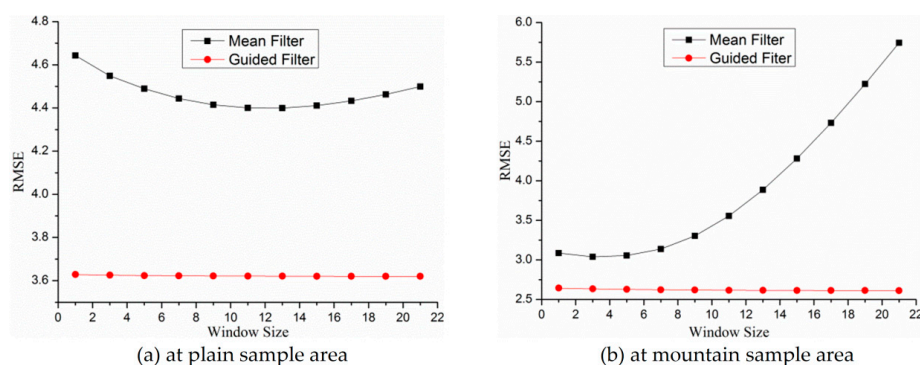 4.8
4.6
4.4
4.2
4.0
3.8
3.6
RMSE
Mean Filter
Guided Filter
0 2 4 6 8 10 12 14 16 18 20 22
Window Size
(a) at plain sample area
6.0
5.5
5.0
4.5
4.0
3.5
3.0
2.5
RMSE
Mean Filter
Guided Fiter
0 2 4 6 8 10 12 14 16 18 20 22
Window Size
(b) at mountain sample area